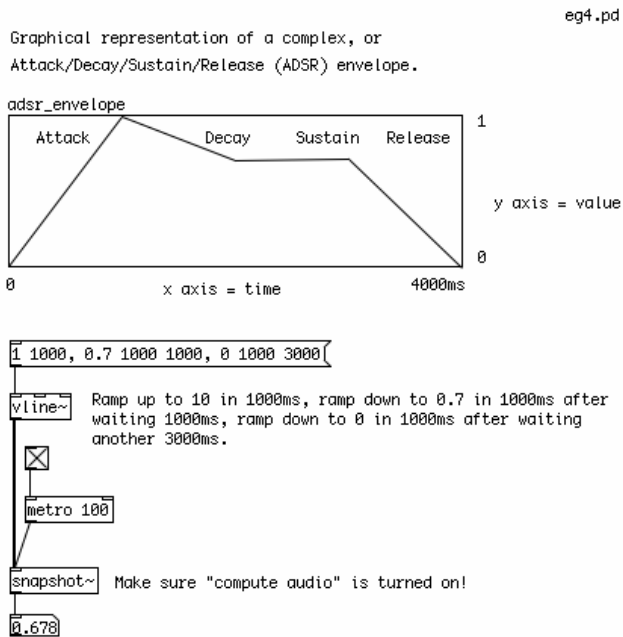 eg4.pd
Graphical representation of a complex, or
Attack/Decay/Sustain/Release (ADSR) envelope.
adsr_envelope
Attack Decay Sustain Release
1
y axis = value
0
0 x axis = time 4000ms
1 1000, 0.7 1000 1000, 0 1000 3000
vline~
Ramp up to 10 in 1000ms, ramp down to 0.7 in 1000ms after
waiting 1000ms, ramp down to 0 in 1000ms after waiting
another 3000ms.
metro 100
snapshot~ Make sure "compute audio" is turned on!
0.678